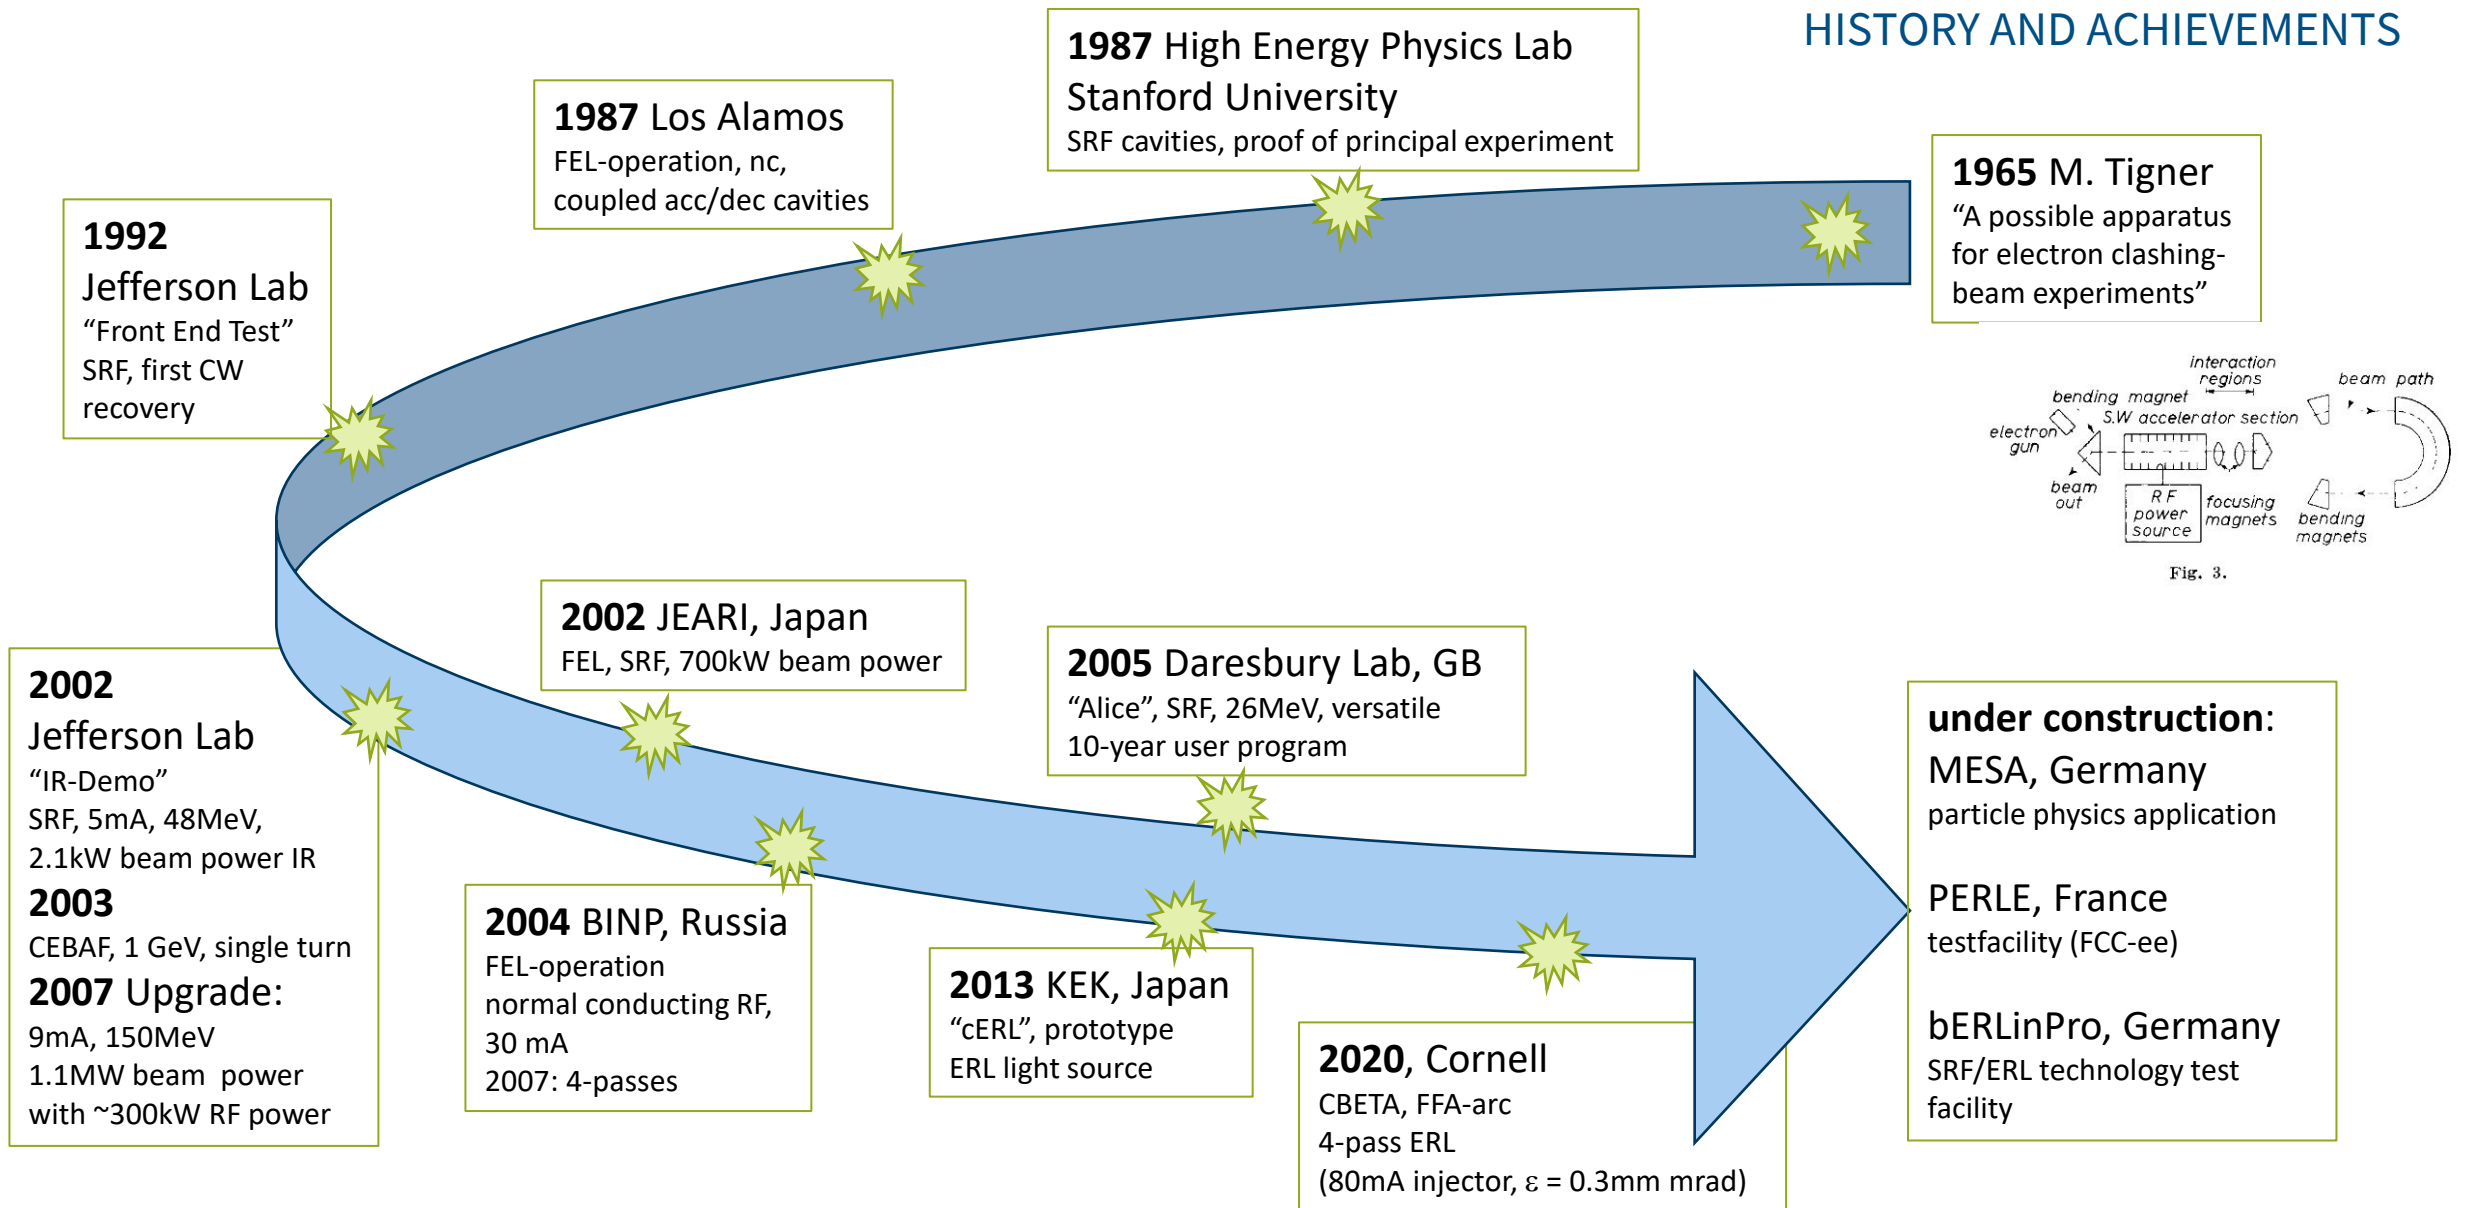 HISTORY AND ACHIEVEMENTS
1965 M. Tigner
“A possible apparatus
for electron clashing-
beam experiments”
interaction
regions
beam path
bending magnet
S.W accelerator section
electron
gun
beam
out
RF
power
source
focusing
magnets
bending
magnets
Fig. 3.
1987 High Energy Physics Lab
Stanford University
SRF cavities, proof of principal experiment
1987 Los Alamos
FEL-operation, nc,
coupled acc/dec cavities
1992
Jefferson Lab
“Front End Test”
SRF, first CW
recovery
2002
Jefferson Lab
“IR-Demo”
SRF, 5mA, 48MeV,
2.1kW beam power IR
2003
CEBAF, 1 GeV, single turn
2007 Upgrade:
9mA, 150MeV
1.1MW beam power
with ~300kW RF power
2002 JEARI, Japan
FEL, SRF, 700kW beam power
2004 BINP, Russia
FEL-operation
normal conducting RF,
30 mA
2007: 4-passes
2005 Daresbury Lab, GB
“Alice”, SRF, 26MeV, versatile
10-year user program
2013 KEK, Japan
“cERL”, prototype
ERL light source
2020, Cornell
CBETA, FFA-arc
4-pass ERL
(80mA injector, ε = 0.3mm mrad)
under construction:
MESA, Germany
particle physics application
PERLE, France
testfacility (FCC-ee)
bERLinPro, Germany
SRF/ERL technology test
facility